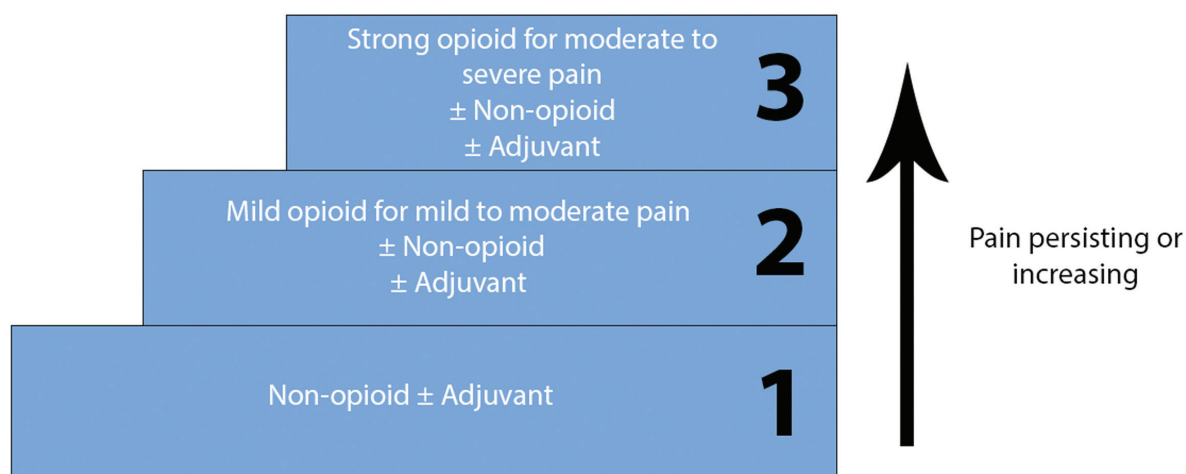 Strong opioid for moderate to
severe pain
± Non-opioid
± Adjuvant
3
Mild opioid for mild to moderate pain
± Non-opioid
± Adjuvant
2
Non-opioid ± Adjuvant
1
Pain persisting or
increasing